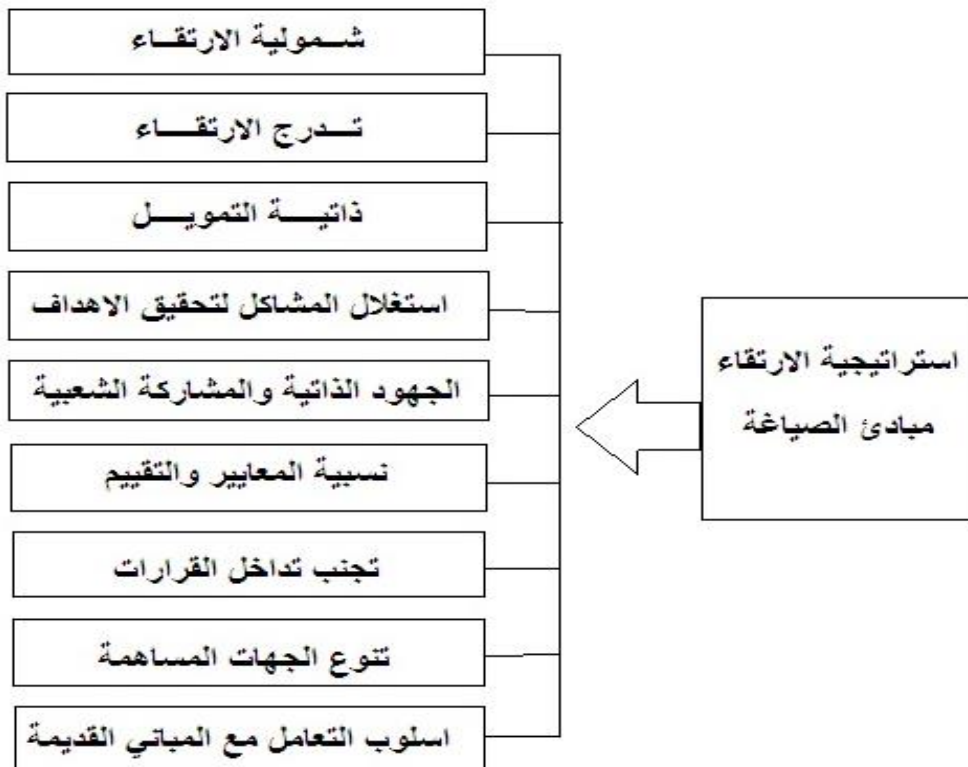 استراتيجية الارتقاء
مبادئ الصياغة
شمولية الارتقاء
تدرج الارتقاء
ذاتية التمويل
استغلال المشاكل لتحقيق الاهداف
الجهود الذاتية والمشاركة الشعبية
نسبية المعايير والتقييم
تجنب تداخل القرارات
تنوع الجهات المساهمة
اسلوب التعامل مع المباني القديمة